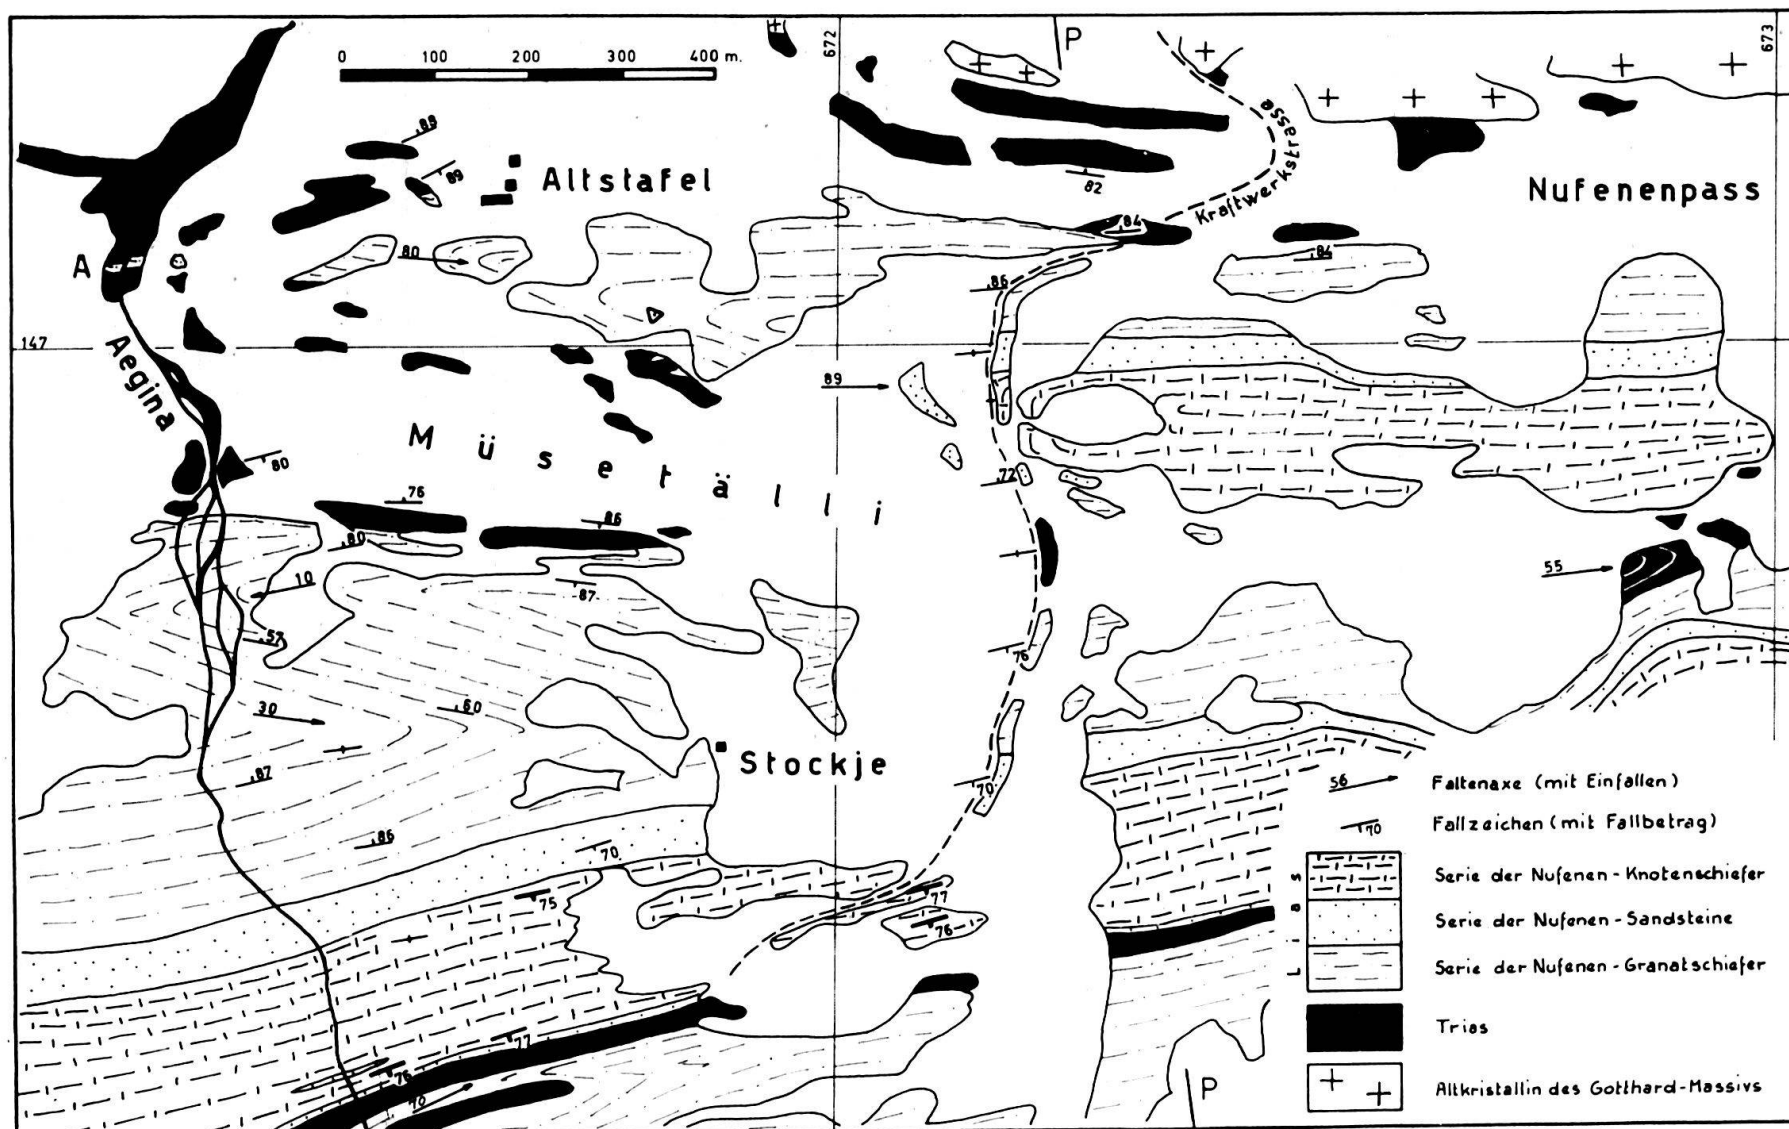 0 100 200 300 400 m.
672
P
673
88
89
Altstafel
Kraftwerkstrasse
82
84
Nufenenpass
A
80
84
86
147
Aegina
89
Müsetälli
80
72
76
86
80
10
87
55
57
76
30
60
Stockje
87
70
86
70
75
77
76
77
76
70
P
56 Faltenaxe (mit Einfallen)
70 Fallzeichen (mit Fallbetrag)
Lias
Serie der Nufenen - Knotenschiefer
Serie der Nufenen - Sandsteine
Serie der Nufenen - Granatschiefer
Trias
Altkristallin des Gotthard-Massivs